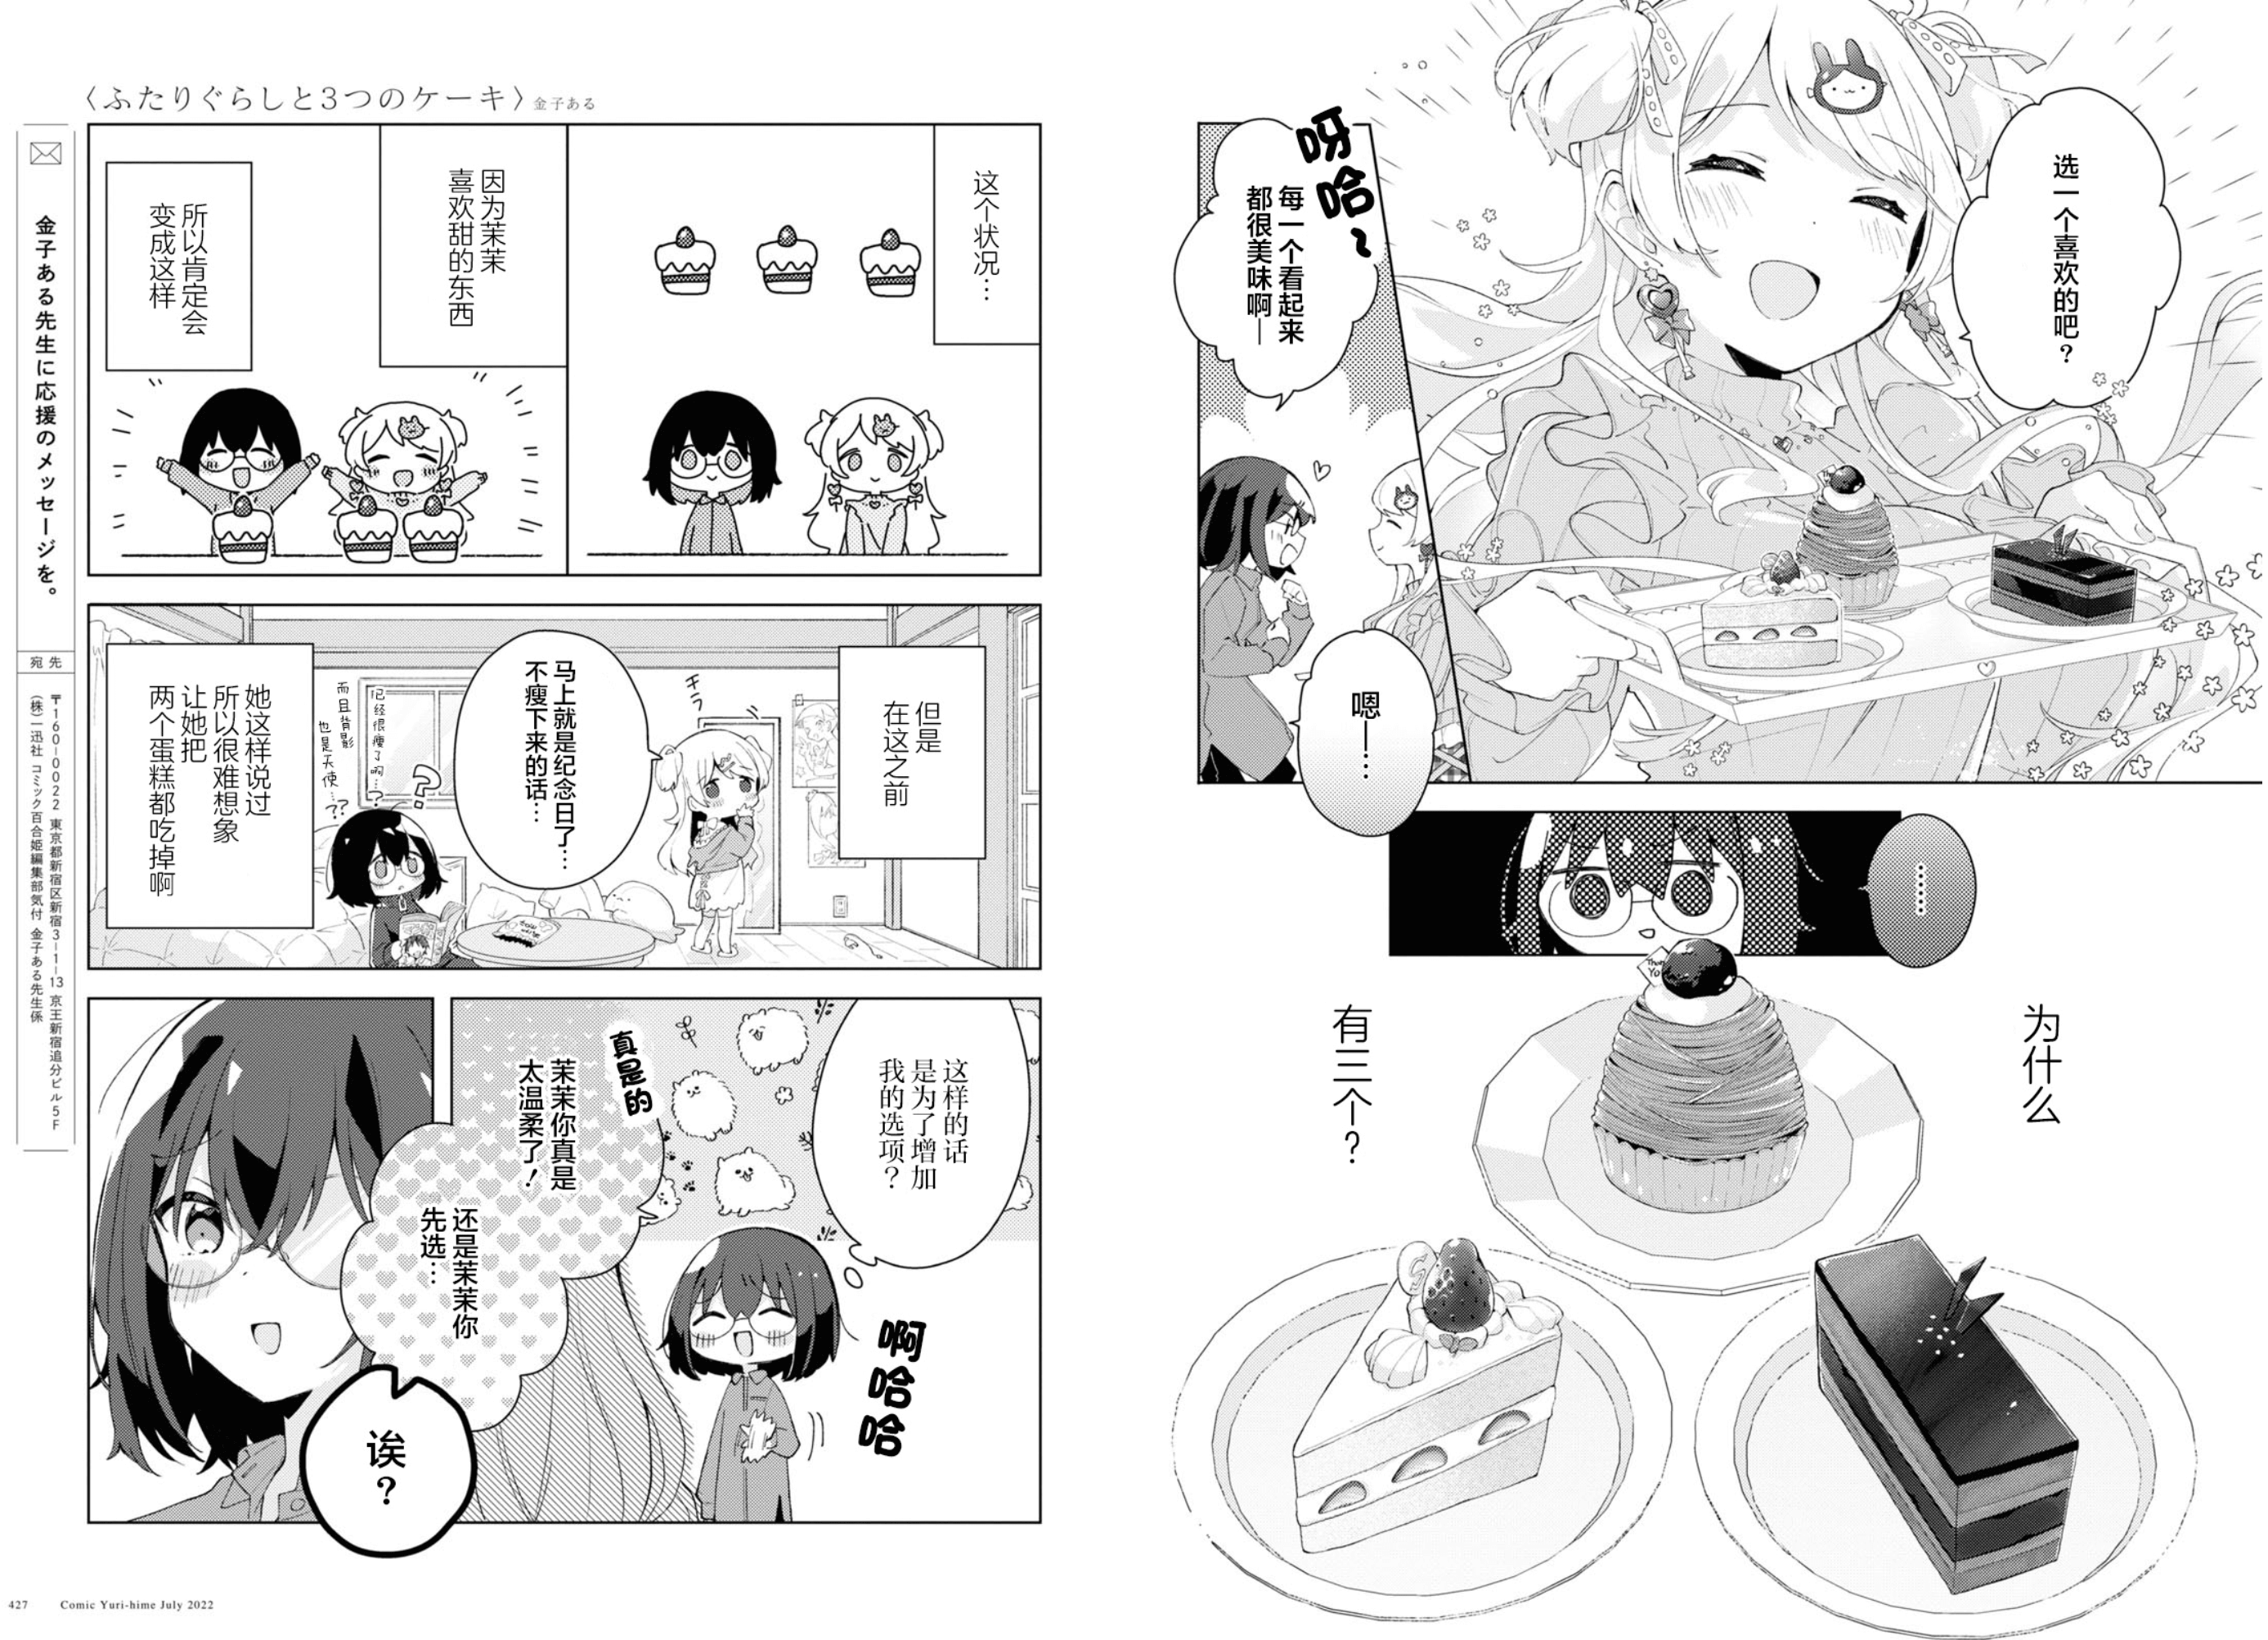 选一个喜欢的吧？
呀哈～
每一个看起来
都很美味啊—
嗯——……
……
为什么
有三个？
〈ふたりぐらしと3つのケーキ〉金子ある
这个状况…
因为茉茉
喜欢甜的东西
所以肯定会
变成这样
但是
在这之前
チラ
马上就是纪念日了…
不瘦下来的话…
已经很瘦了啊…？
而且背影
也是天使…??
?
她这样说过
所以很难想象
让她把
两个蛋糕都吃掉啊
这样的话
是为了增加
我的选项？
啊哈哈
真是的
茉茉你真是
太温柔了！
还是茉茉你
先选…
诶？
金子ある先生に応援のメッセージを。
宛先
〒160-0022 東京都新宿区新宿3-1-13 京王新宿追分ビル5F
(株)一迅社 コミック百合姫編集部気付 金子ある先生係
427 Comic Yuri-hime July 2022